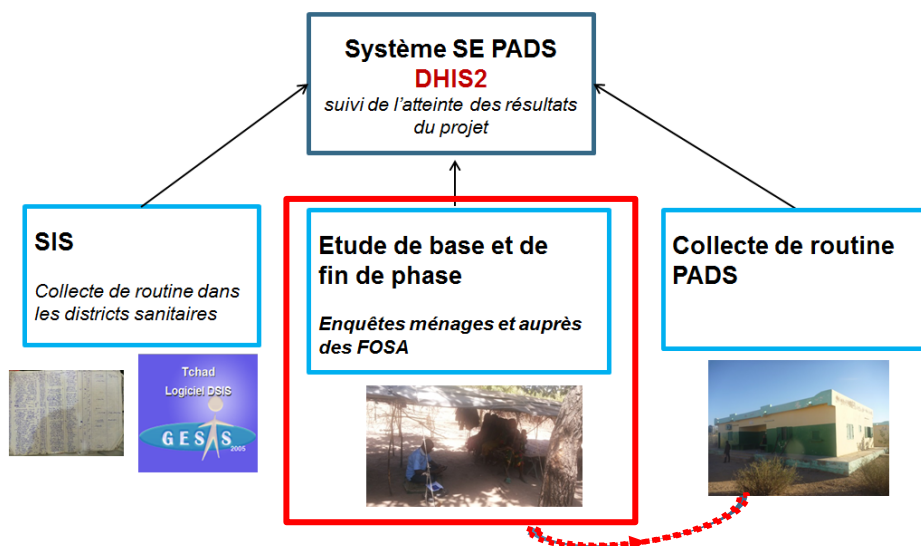 Système SE PADS
DHIS2
suivi de l'atteinte des résultats
du projet
SIS
Collecte de routine dans
les districts sanitaires
Etude de base et de
fin de phase
Enquêtes ménages et auprès
des FOSA
Collecte de routine
PADS
Tchad
Logiciel DSIS
GESIS
2005